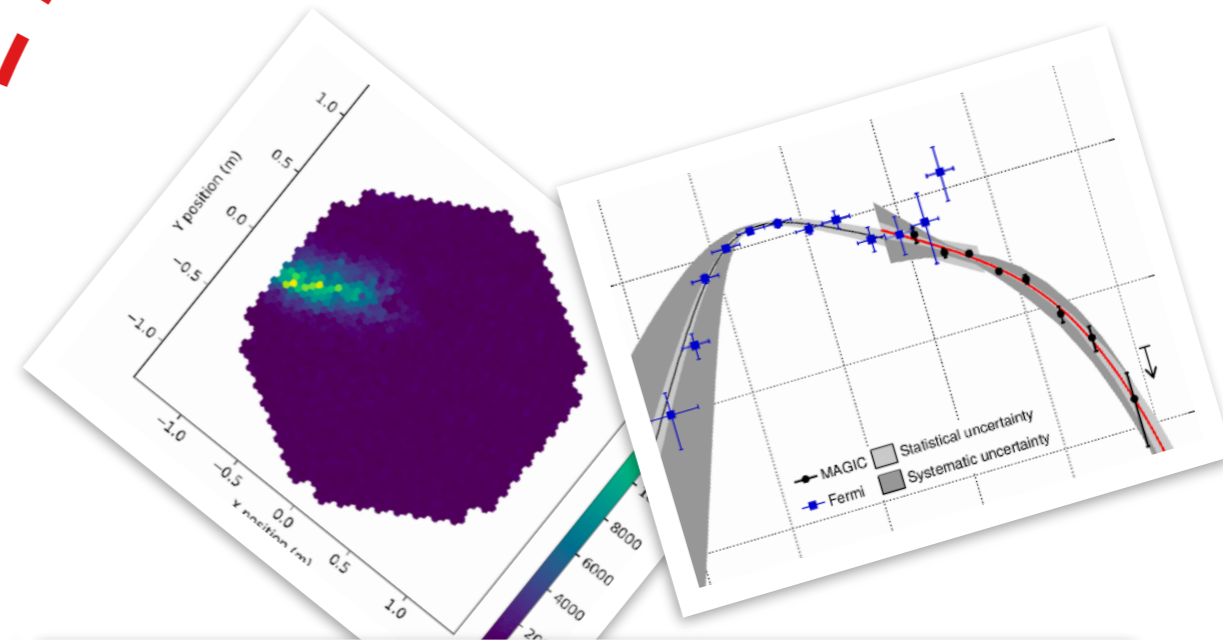 1.0
0.5
0.0
−0.5
−1.0
Y position (m)
−1.0
−0.5
0.0
0.5
1.0
8000
6000
4000
MAGIC
Fermi
Statistical uncertainty
Systematic uncertainty